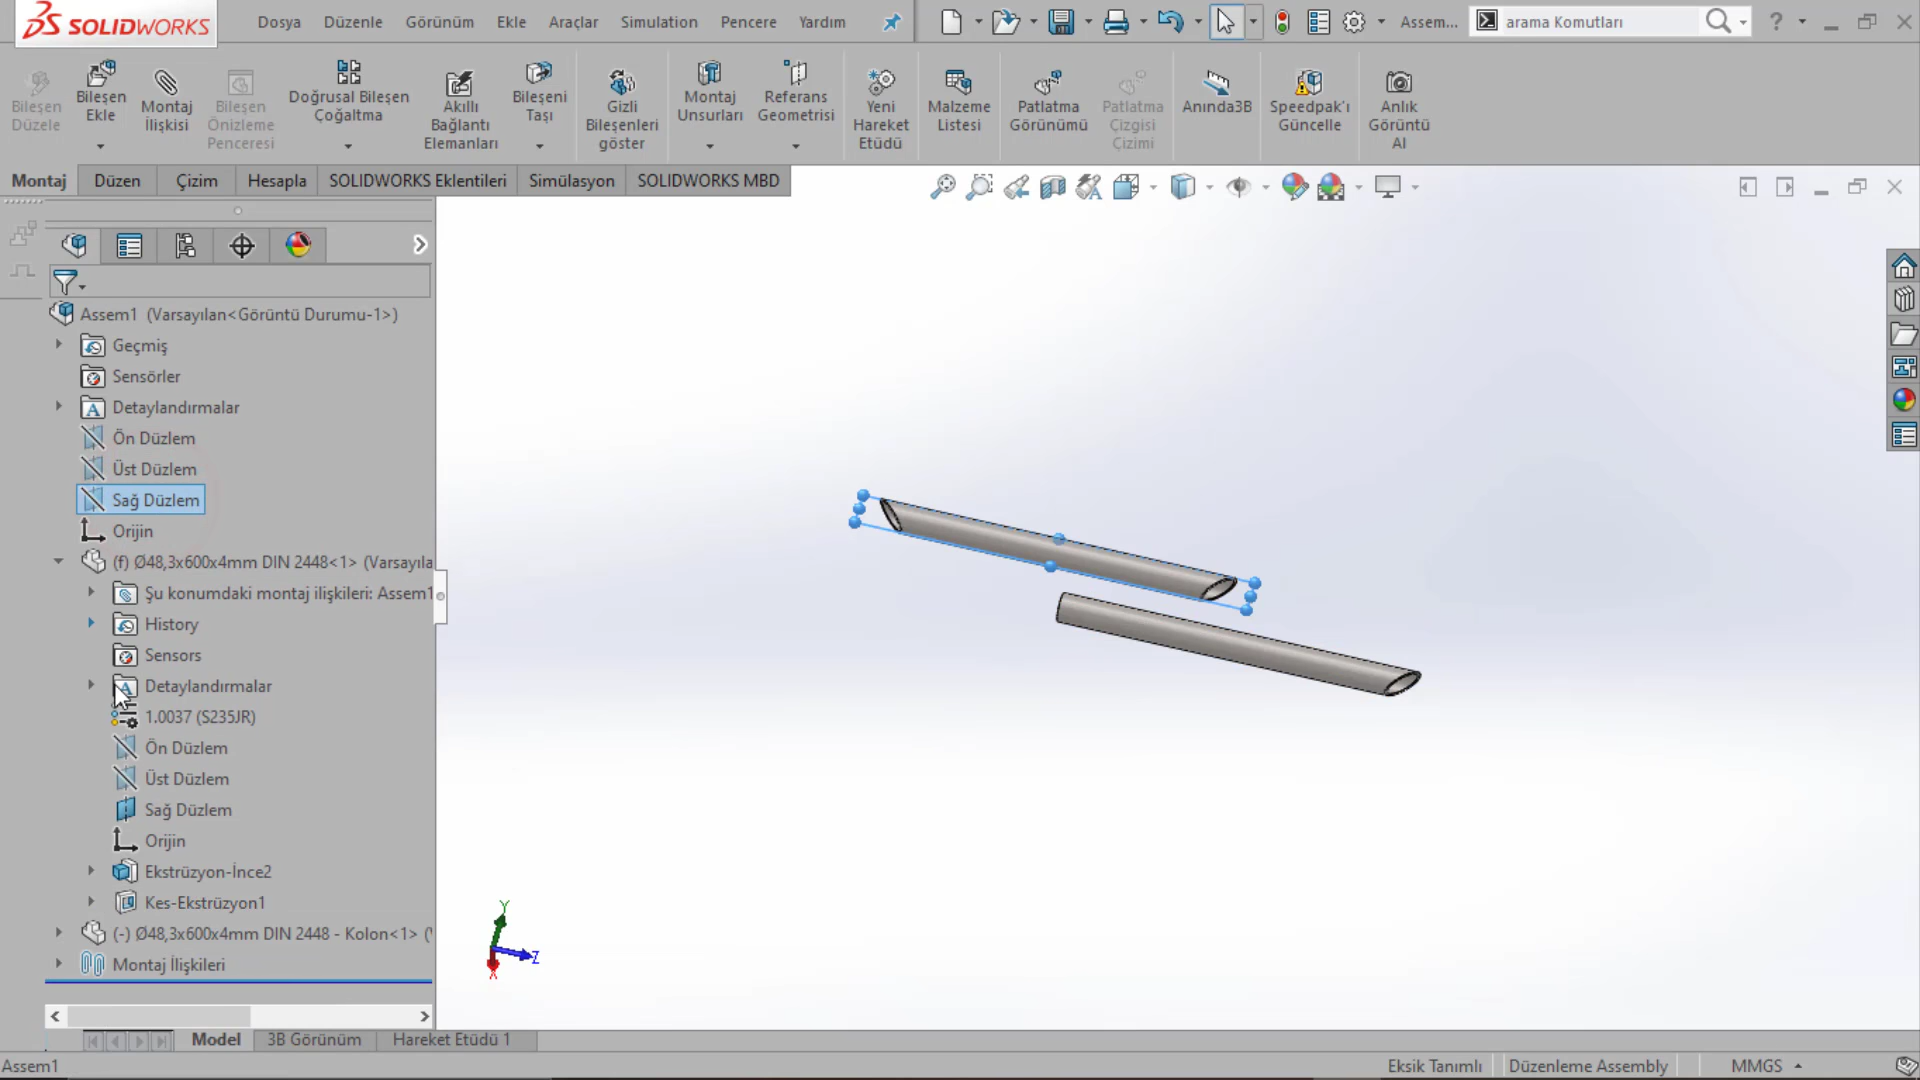 SOLIDWORKS
Dosya Düzenle Görünüm Ekle Araçlar Simulation Pencere Yardım
Assem... arama Komutları
Bileşen Düzele
Bileşen Ekle
Montaj İlişkisi
Bileşen Önizleme Penceresi
Doğrusal Bileşen Çoğaltma
Akıllı Bağlantı Elemanları
Bileşeni Taşı
Gizli Bileşenleri göster
Montaj Unsurları
Referans Geometrisi
Yeni Hareket Etüdü
Malzeme Listesi
Patlatma Görünümü
Patlatma Çizgisi Çizimi
Anında3B
Speedpak'ı Güncelle
Anlık Görüntü Al
Montaj Düzen Çizim Hesapla SOLIDWORKS Eklentileri Simülasyon SOLIDWORKS MBD
Assem1 (Varsayılan<Görüntü Durumu-1>)
Geçmiş
Sensörler
Detaylandırmalar
Ön Düzlem
Üst Düzlem
Sağ Düzlem
Orijin
(f) Ø48,3x600x4mm DIN 2448<1> (Varsayıla
Şu konumdaki montaj ilişkileri: Assem1
History
Sensors
Detaylandırmalar
1.0037 (S235JR)
Ön Düzlem
Üst Düzlem
Sağ Düzlem
Orijin
Ekstrüzyon-İnce2
Kes-Ekstrüzyon1
(-) Ø48,3x600x4mm DIN 2448 - Kolon<1> (V
Montaj İlişkileri
Y
Z
X
Model 3B Görünüm Hareket Etüdü 1
Assem1 Eksik Tanımlı Düzenleme Assembly MMGS